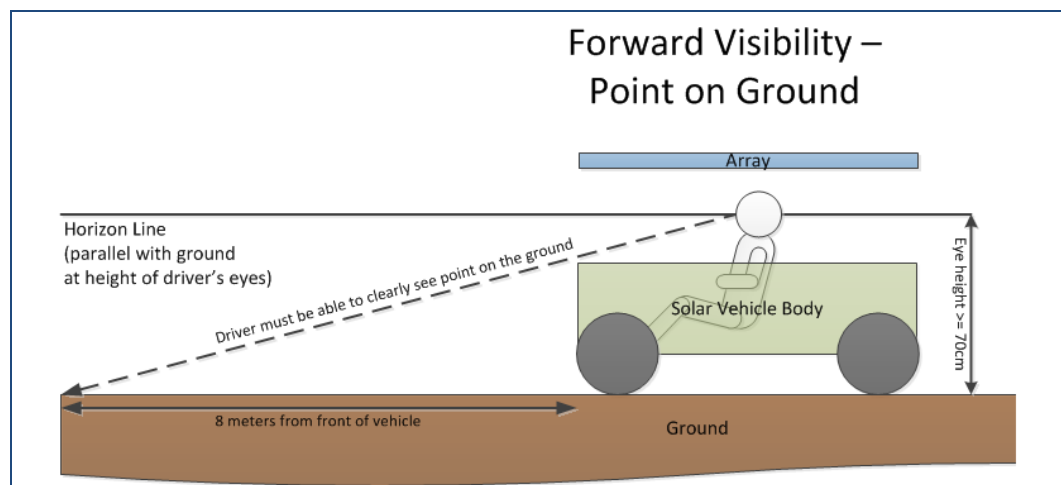 Forward Visibility –
Point on Ground
Array
Horizon Line
(parallel with ground
at height of driver's eyes)
Driver must be able to clearly see point on the ground
Solar Vehicle Body
Eye height >= 70cm
8 meters from front of vehicle
Ground